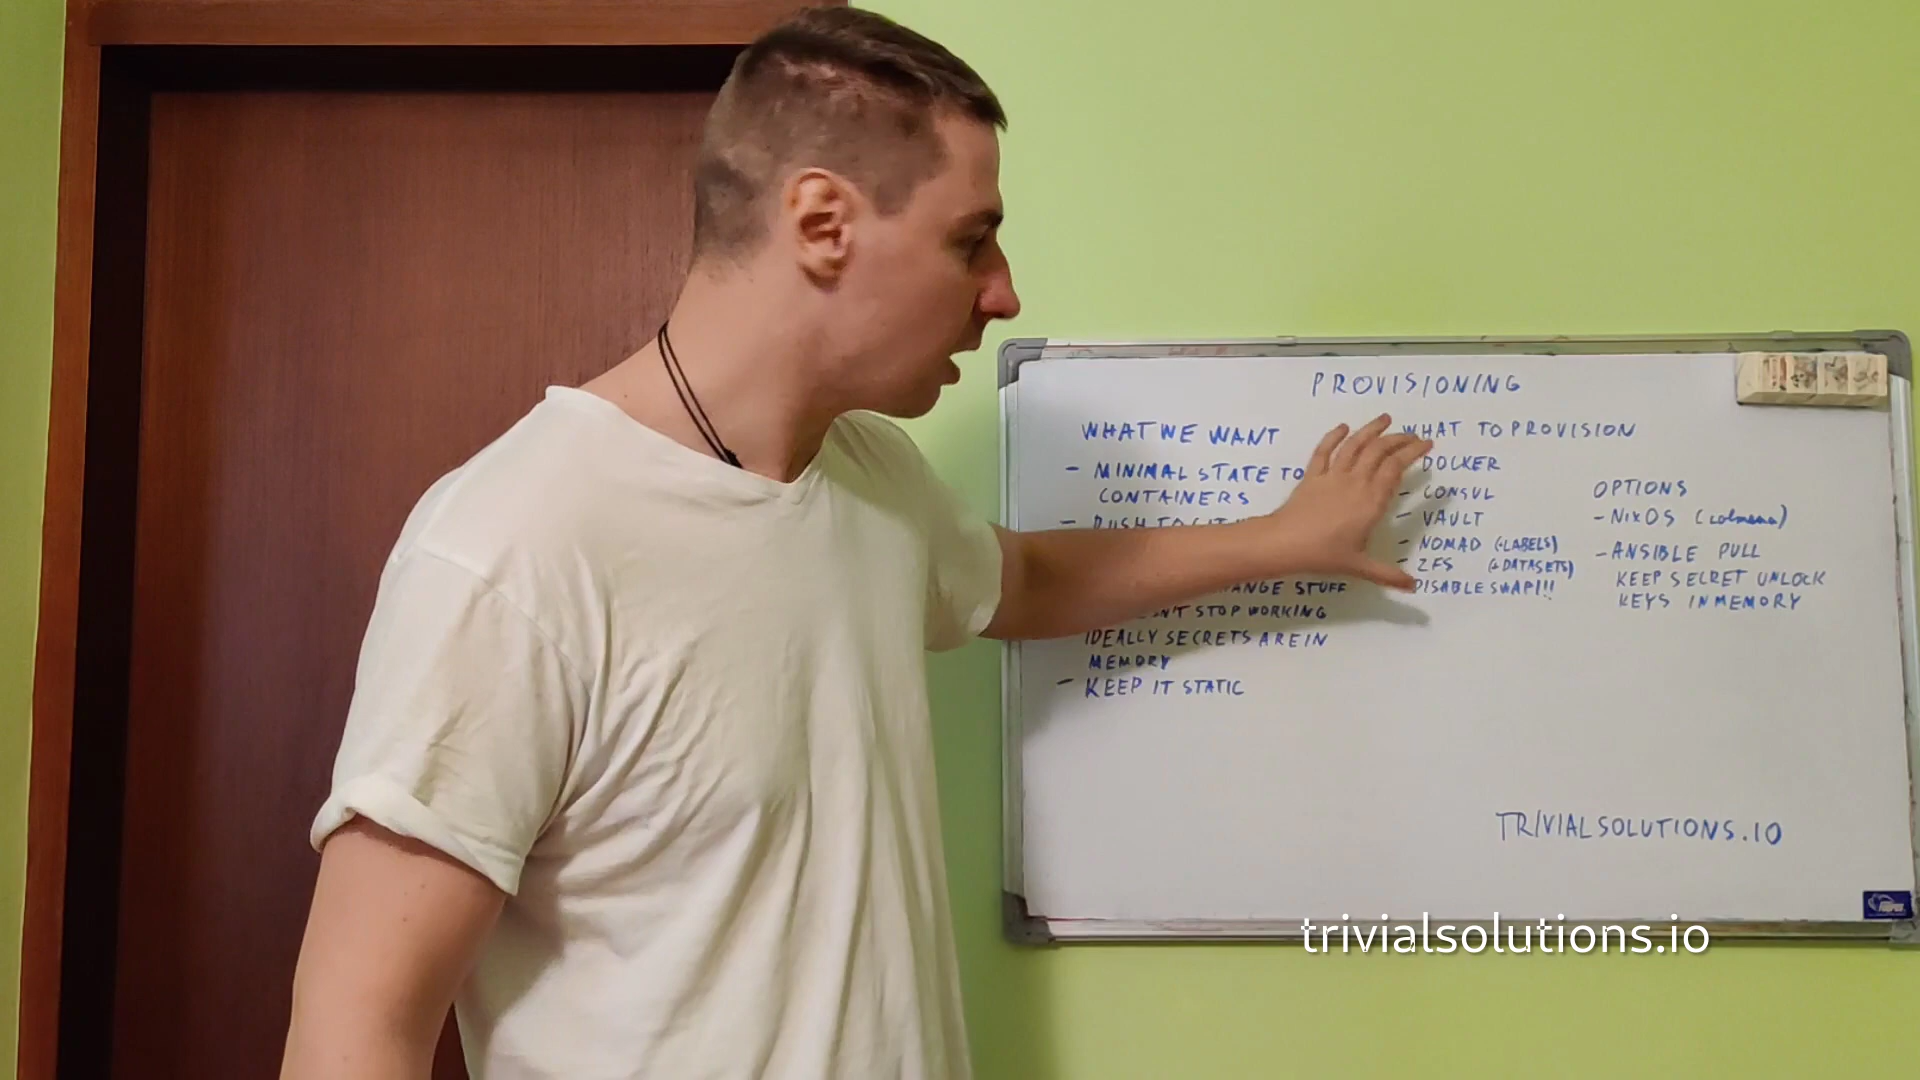 PROVISIONING
WHAT WE WANT
- MINIMAL STATE TO
CONTAINERS
- PUSH TO GIT
CHANGE STUFF
STOP WORKING
IDEALLY SECRETS ARE IN
MEMORY
- KEEP IT STATIC
WHAT TO PROVISION
DOCKER
- CONSUL
- VAULT
- NOMAD (+LABELS)
- ZFS (+DATASETS)
DISABLE SWAP!!!
OPTIONS
- NixOS (colmena)
- ANSIBLE PULL
KEEP SECRET UNLOCK
KEYS IN MEMORY
TRIVIALSOLUTIONS.IO
trivialsolutions.io